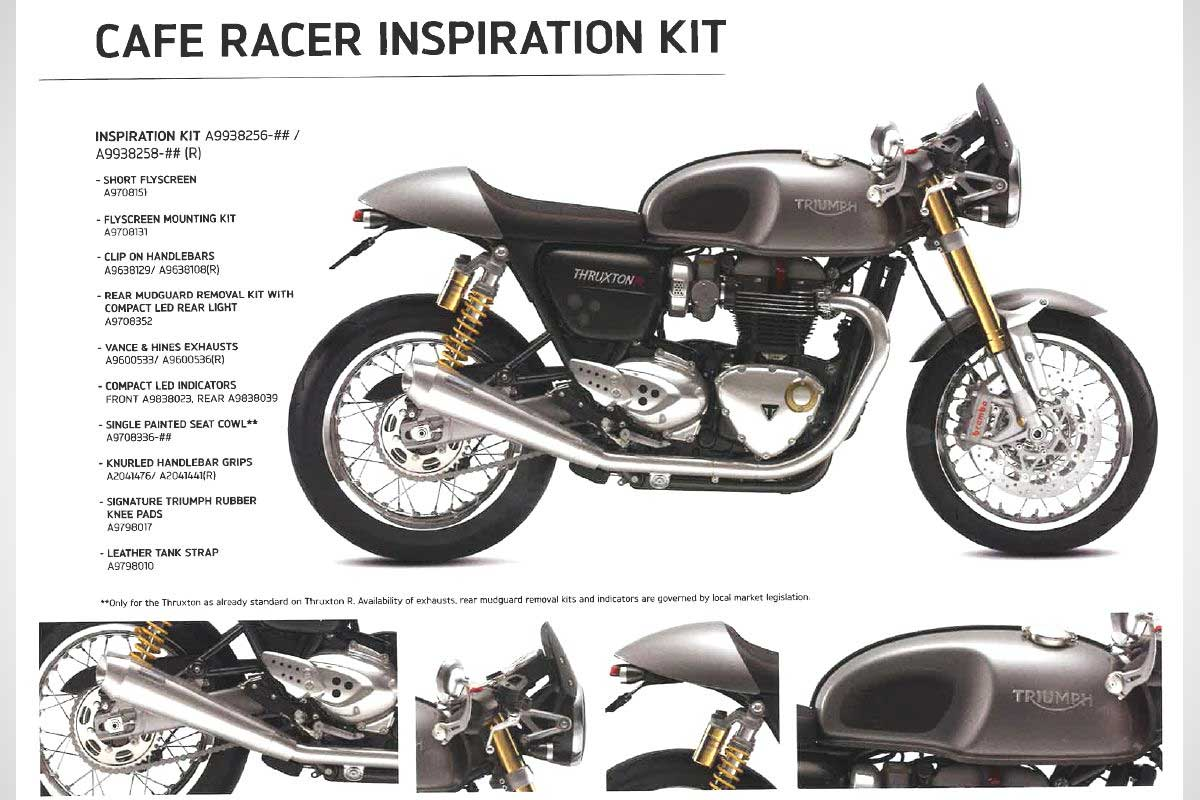 CAFE RACER INSPIRATION KIT
INSPIRATION KIT A9938256-## /
A9938258-## (R)
- SHORT FLYSCREEN
A9708151
- FLYSCREEN MOUNTING KIT
A9708131
- CLIP ON HANDLEBARS
A9638129/ A9638108(R)
- REAR MUDGUARD REMOVAL KIT WITH
COMPACT LED REAR LIGHT
A9708352
- VANCE & HINES EXHAUSTS
A9600533/ A9600536(R)
- COMPACT LED INDICATORS
FRONT A9838023, REAR A9838039
- SINGLE PAINTED SEAT COWL**
A9708336-##
- KNURLED HANDLEBAR GRIPS
A2041476/ A2041441(R)
- SIGNATURE TRIUMPH RUBBER
KNEE PADS
A9798017
- LEATHER TANK STRAP
A9798010
TRIUMPH
THRUXTON R
brembo
**Only for the Thruxton as already standard on Thruxton R. Availability of exhausts, rear mudguard removal kits and indicators are governed by local market legislation.
TRIUMPH